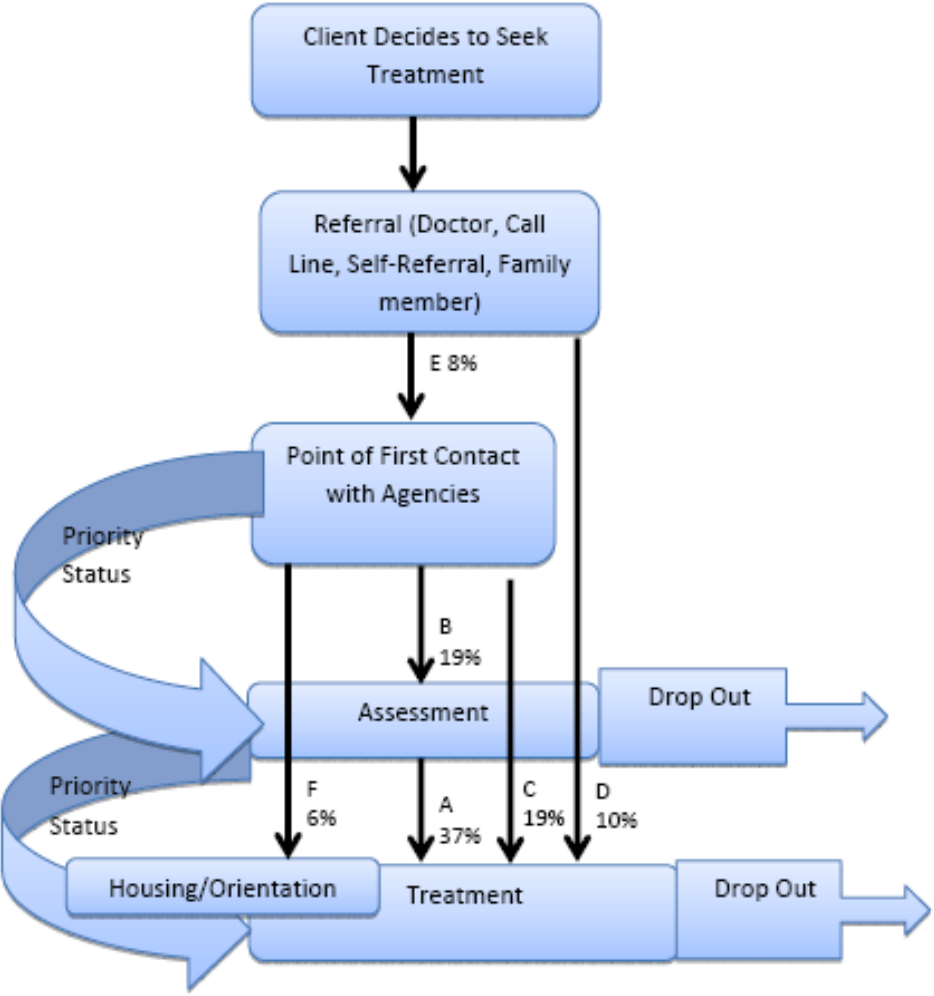 Client Decides to Seek
Treatment
Referral (Doctor, Call
Line, Self-Referral, Family
member)
E 8%
Point of First Contact
with Agencies
Priority
Status
B
19%
Assessment
Drop Out
Priority
Status
F
6%
A
37%
C
19%
D
10%
Housing/Orientation
Treatment
Drop Out